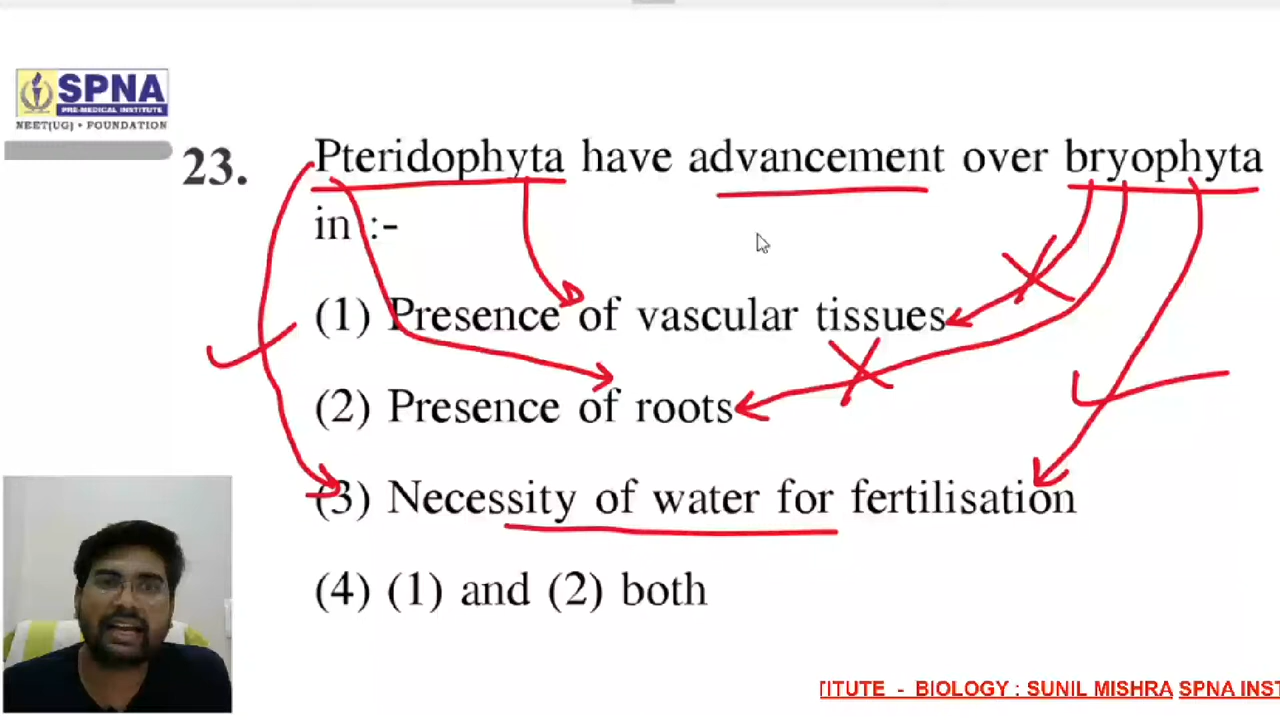 SPNA
PRE-MEDICAL INSTITUTE
NEET(UG) • FOUNDATION
23. Pteridophyta have advancement over bryophyta
in :-
(1) Presence of vascular tissues
(2) Presence of roots
(3) Necessity of water for fertilisation
(4) (1) and (2) both
TITUTE - BIOLOGY : SUNIL MISHRA SPNA INST